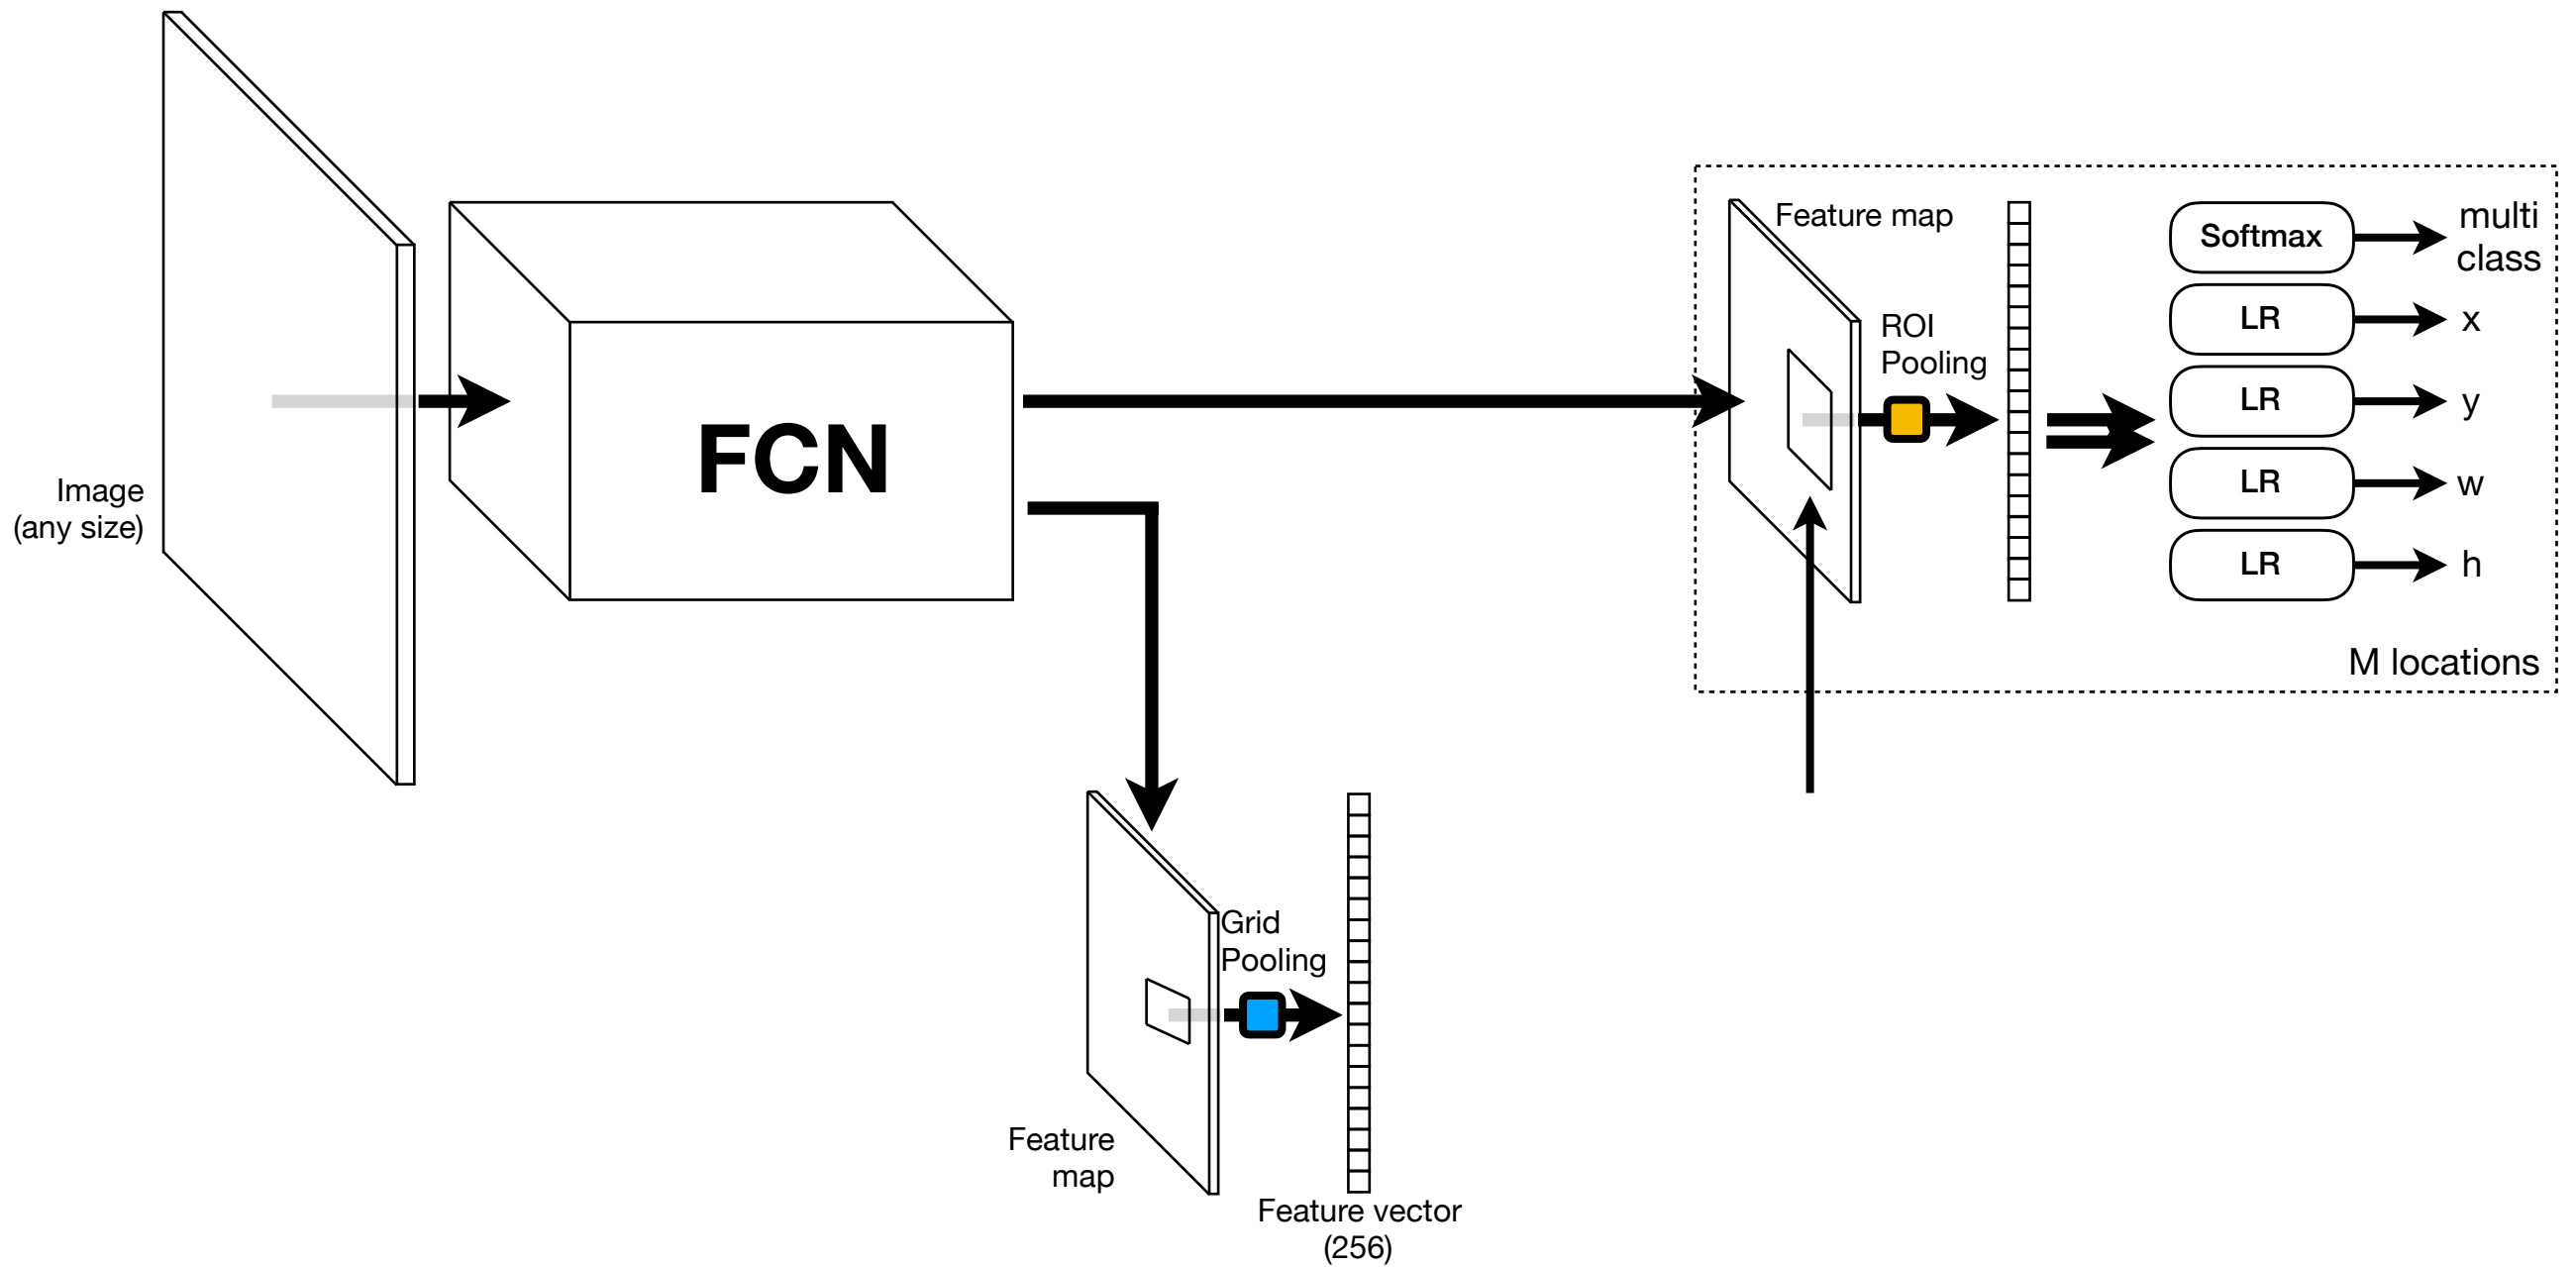 Image
(any size)
FCN
Feature map
ROI
Pooling
Softmax
multi
class
LR
x
LR
y
LR
w
LR
h
M locations
Grid
Pooling
Feature
map
Feature vector
(256)